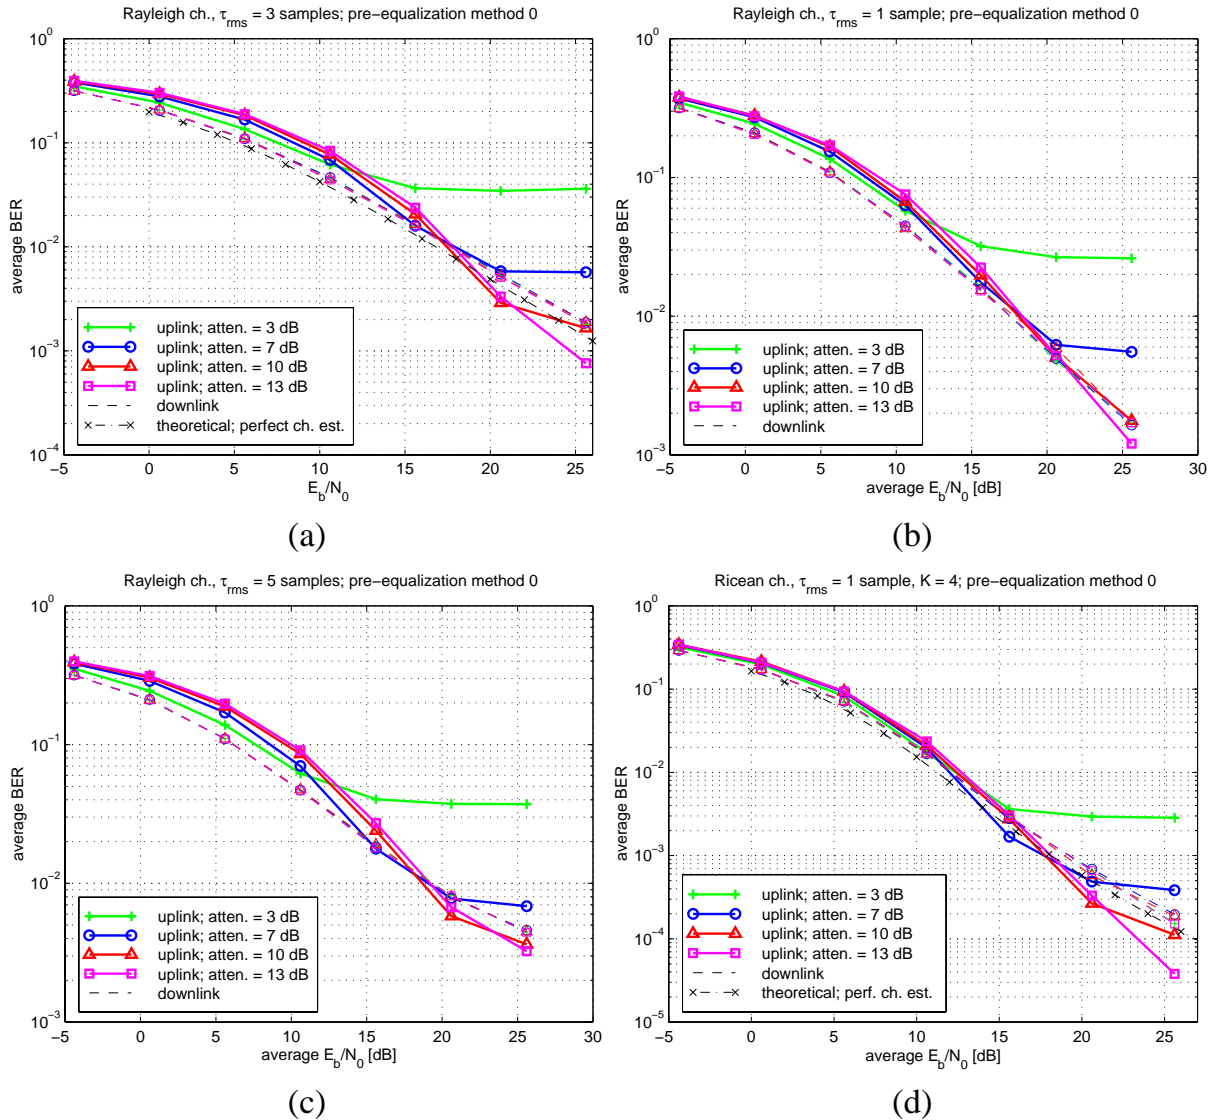 Rayleigh ch., τrms = 3 samples; pre−equalization method 0
10^0
10^−1
10^−2
10^−3
10^−4
average BER
uplink; atten. = 3 dB
uplink; atten. = 7 dB
uplink; atten. = 10 dB
uplink; atten. = 13 dB
downlink
theoretical; perfect ch. est.
−5 0 5 10 15 20 25
E_b/N_0
(a)
Rayleigh ch., τrms = 1 sample; pre−equalization method 0
10^0
10^−1
10^−2
10^−3
average BER
uplink; atten. = 3 dB
uplink; atten. = 7 dB
uplink; atten. = 10 dB
uplink; atten. = 13 dB
downlink
−5 0 5 10 15 20 25 30
average E_b/N_0 [dB]
(b)
Rayleigh ch., τrms = 5 samples; pre−equalization method 0
10^0
10^−1
10^−2
10^−3
average BER
uplink; atten. = 3 dB
uplink; atten. = 7 dB
uplink; atten. = 10 dB
uplink; atten. = 13 dB
downlink
−5 0 5 10 15 20 25 30
average E_b/N_0 [dB]
(c)
Ricean ch., τrms = 1 sample, K = 4; pre−equalization method 0
10^0
10^−1
10^−2
10^−3
10^−4
10^−5
average BER
uplink; atten. = 3 dB
uplink; atten. = 7 dB
uplink; atten. = 10 dB
uplink; atten. = 13 dB
downlink
theoretical; perf. ch. est.
−5 0 5 10 15 20 25
average E_b/N_0 [dB]
(d)